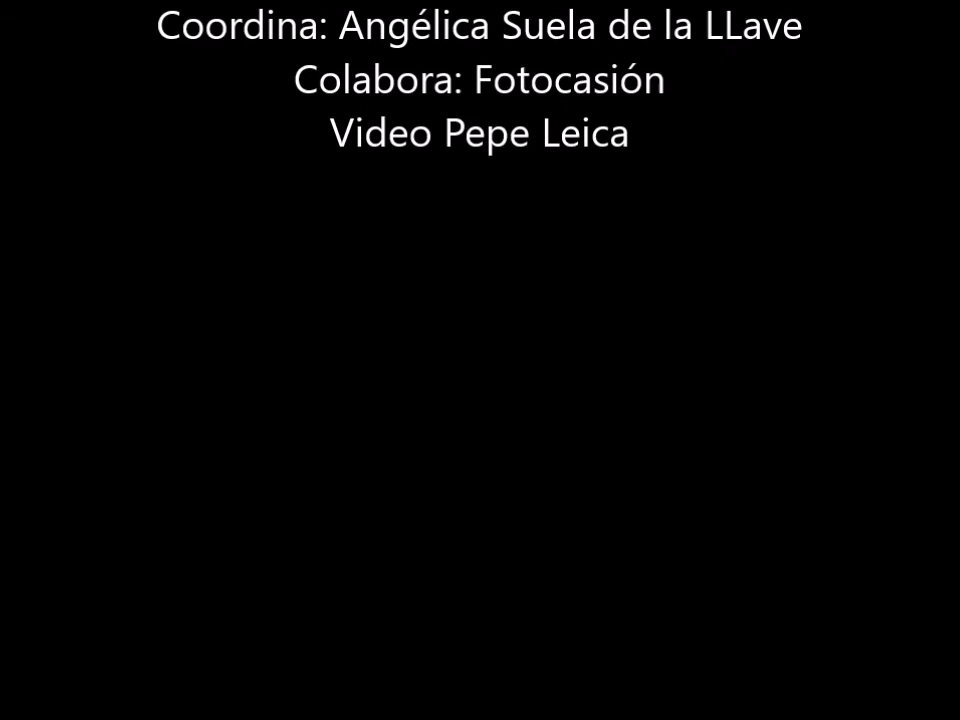 Coordina: Angélica Suela de la LLave
Colabora: Fotocasión
Video Pepe Leica